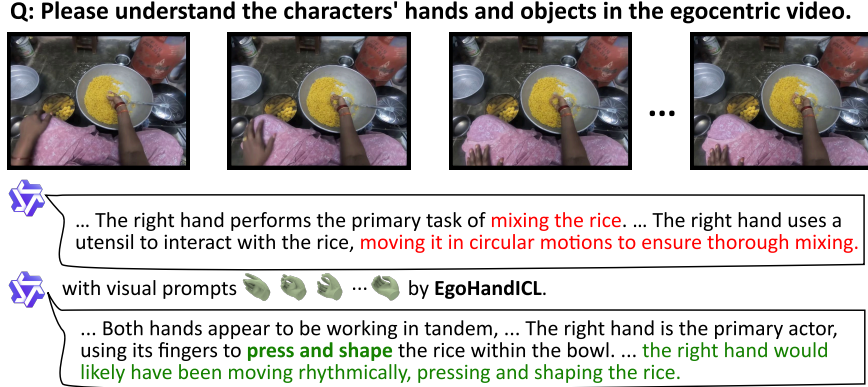 Q: Please understand the characters' hands and objects in the egocentric video.
...
... The right hand performs the primary task of mixing the rice. ... The right hand uses a
utensil to interact with the rice, moving it in circular motions to ensure thorough mixing.
with visual prompts ... by EgoHandICL.
... Both hands appear to be working in tandem, ... The right hand is the primary actor,
using its fingers to press and shape the rice within the bowl. ... the right hand would
likely have been moving rhythmically, pressing and shaping the rice.